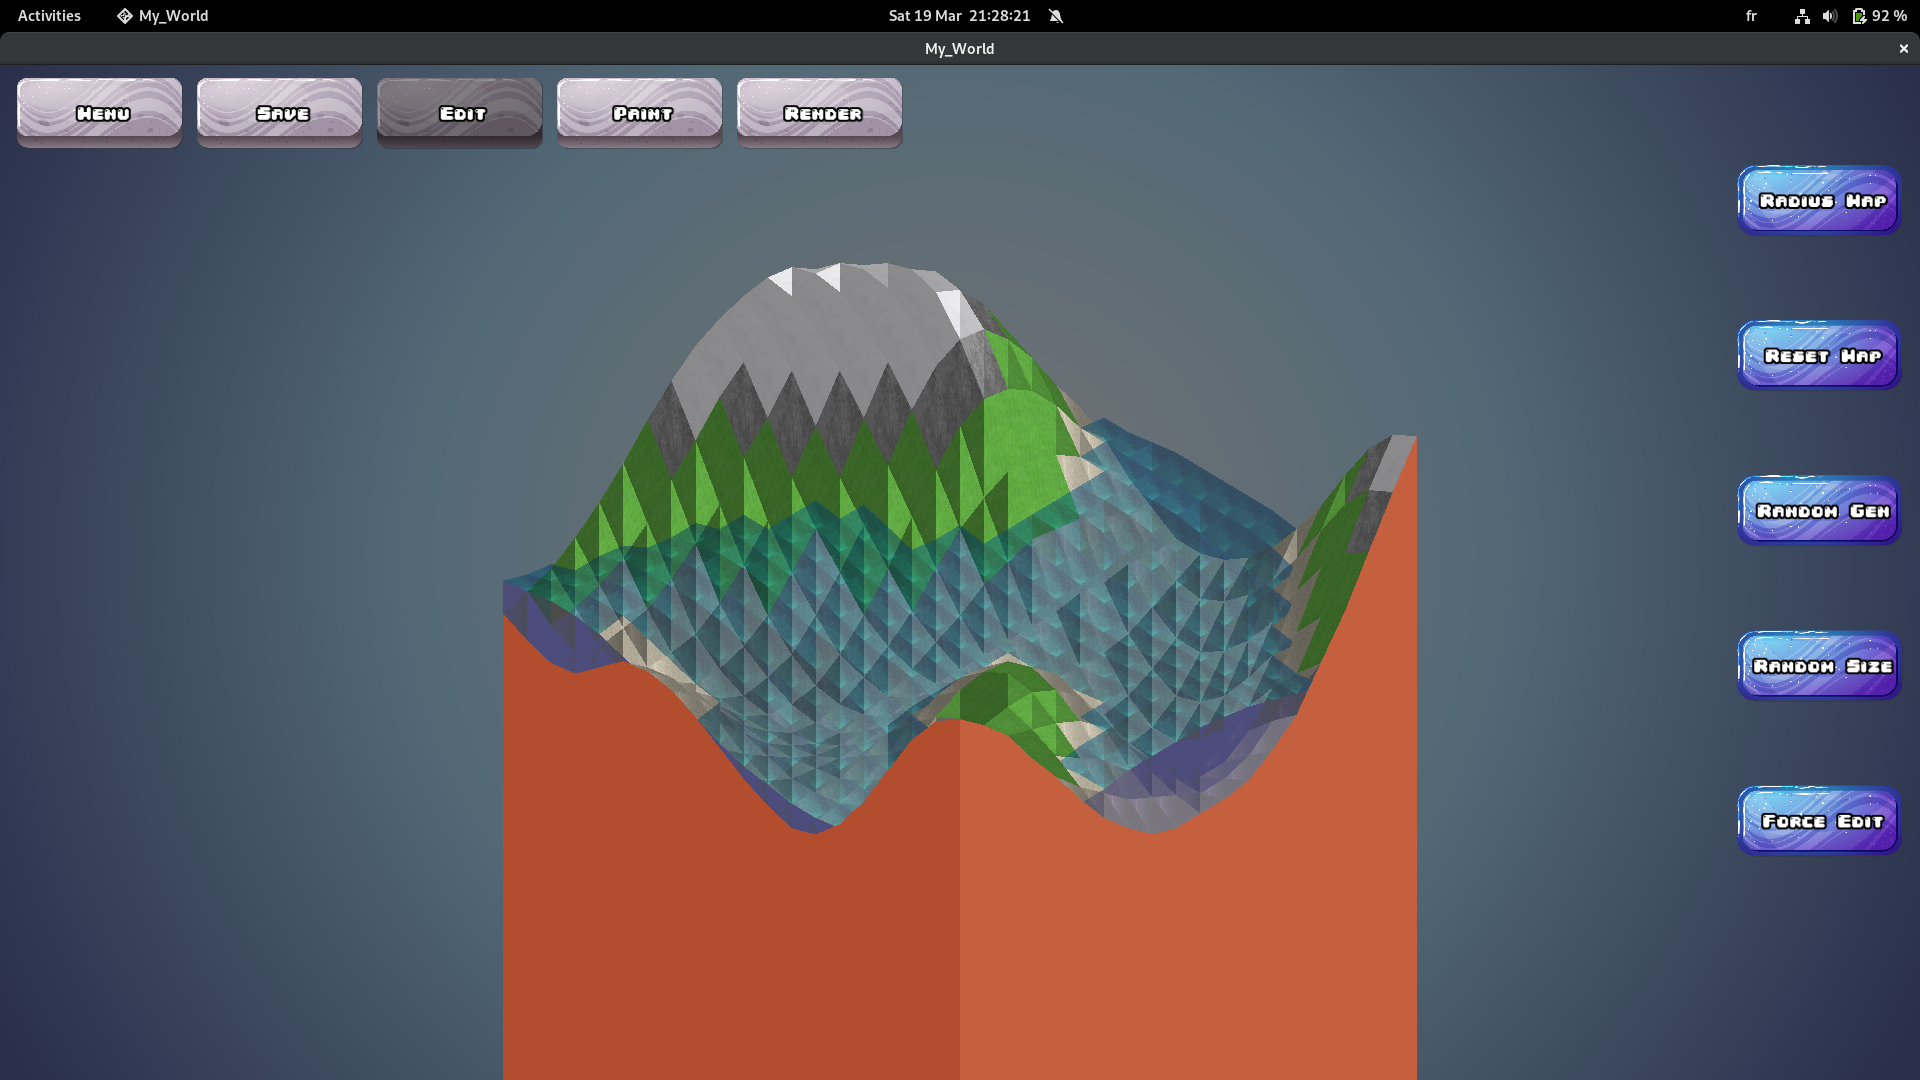 Activities My_World Sat 19 Mar 21:28:21 fr 92 %
My_World
Menu Save Edit Paint Render
Radius Map
Reset Map
Random Gen
Random Size
Force Edit